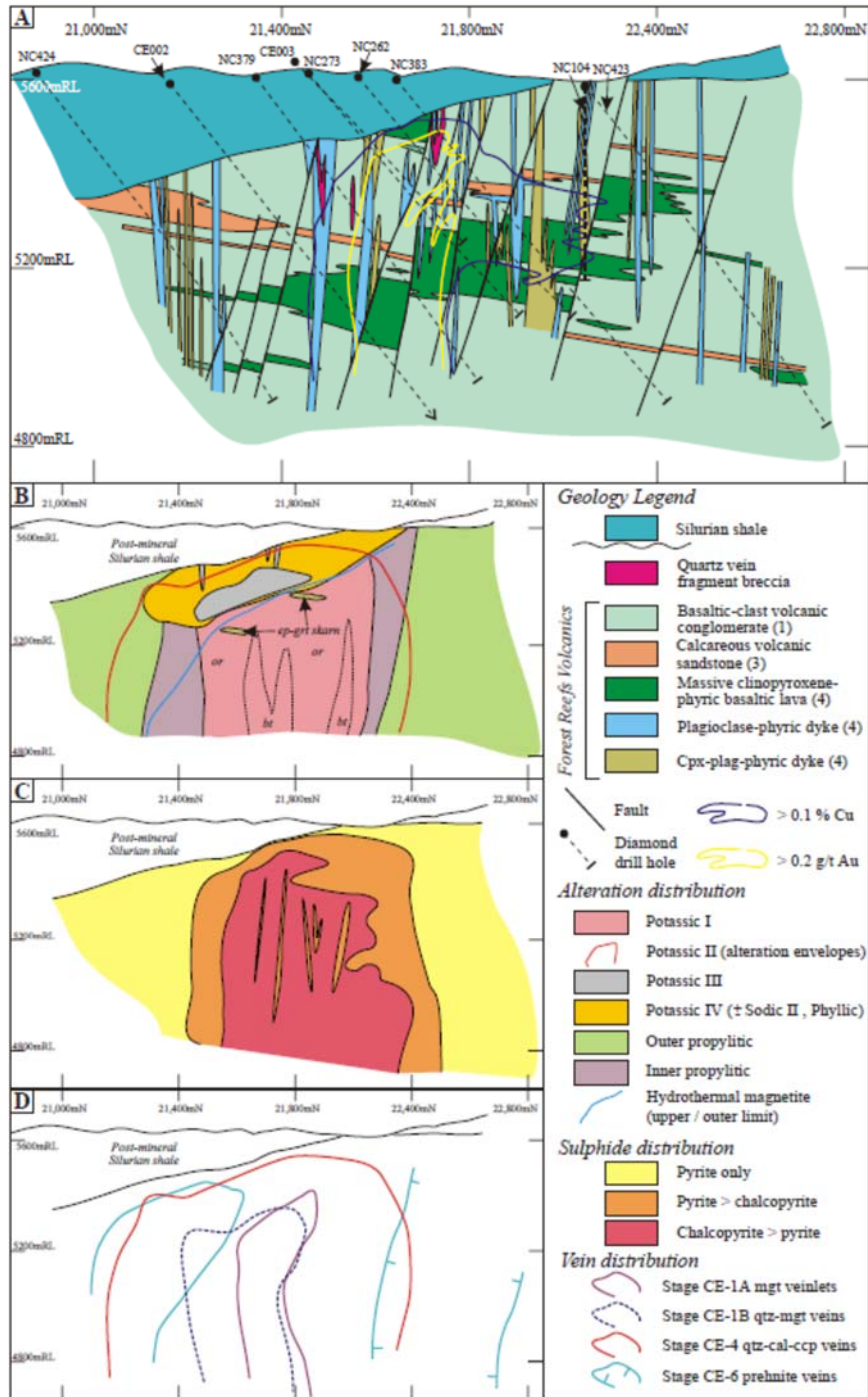 A
21,000mN
21,400mN
21,800mN
22,400mN
22,800mN
NC424
CE002
NC379
CE003
NC273
NC262
NC383
NC104
NC423
5600mRL
5200mRL
4800mRL
B
21,000mN
21,400mN
21,800mN
22,400mN
22,800mN
5600mRL
Post-mineral
Silurian shale
ep-grt skarn
5200mRL
or
or
bt
bt
4800mRL
C
21,000mN
21,400mN
21,800mN
22,400mN
22,800mN
5600mRL
Post-mineral
Silurian shale
5200mRL
4800mRL
D
21,000mN
21,400mN
21,800mN
22,400mN
22,800mN
5600mRL
Post-mineral
Silurian shale
5200mRL
4800mRL
Geology Legend
Silurian shale
Quartz vein
fragment breccia
Forest Reefs Volcanics
Basaltic-clast volcanic
conglomerate (1)
Calcareous volcanic
sandstone (3)
Massive clinopyroxene-
phyric basaltic lava (4)
Plagioclase-phyric dyke (4)
Cpx-plag-phyric dyke (4)
Fault
> 0.1 % Cu
Diamond
drill hole
> 0.2 g/t Au
Alteration distribution
Potassic I
Potassic II (alteration envelopes)
Potassic III
Potassic IV (± Sodic II , Phyllic)
Outer propylitic
Inner propylitic
Hydrothermal magnetite
(upper / outer limit)
Sulphide distribution
Pyrite only
Pyrite > chalcopyrite
Chalcopyrite > pyrite
Vein distribution
Stage CE-1A mgt veinlets
Stage CE-1B qtz-mgt veins
Stage CE-4 qtz-cal-ccp veins
Stage CE-6 prehnite veins